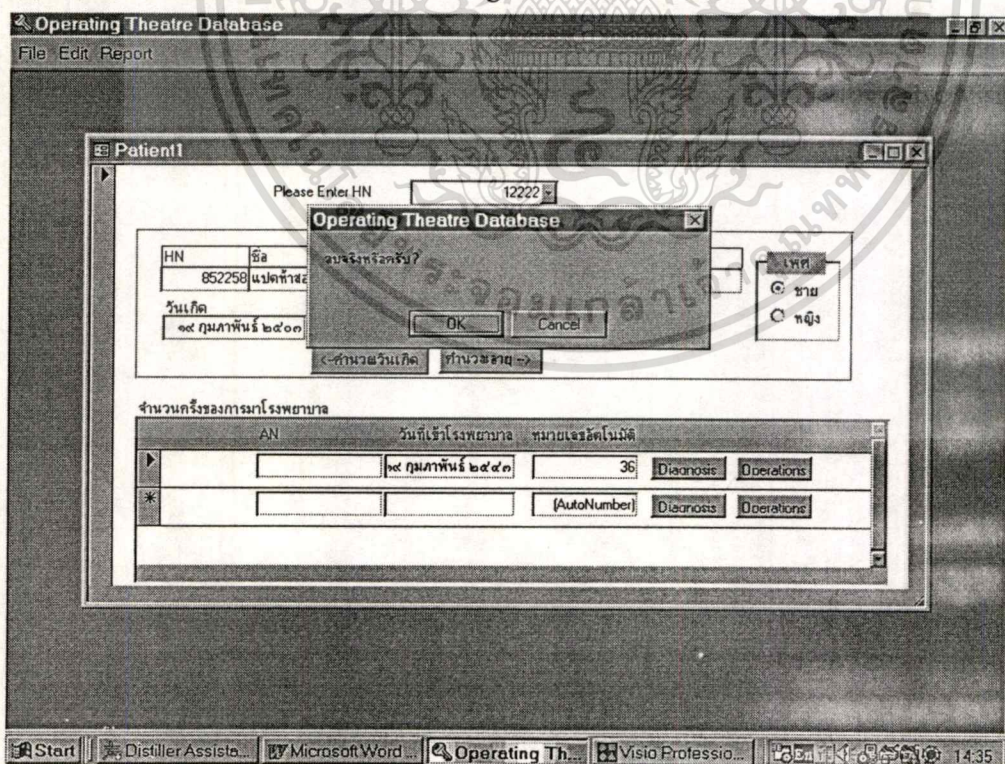 Operating Theatre Database
File Edit Report
Patient1
Please Enter HN 12222
Operating Theatre Database
ลบจริงหรือครับ?
OK Cancel
HN ชื่อ
852258
เพศ
ชาย
หญิง
วันเกิด
๑๙ กุมภาพันธ์ ๒๕๐๓
<-คำนวณวันเกิด คำนวณอายุ->
จำนวนครั้งของการมาโรงพยาบาล
AN วันที่เข้าโรงพยาบาล หมายเลขอัตโนมัติ
กุมภาพันธ์ ๒๕๔๓ 36 Diagnosis Operations
(AutoNumber) Diagnosis Operations
Start Distiller Assista... Microsoft Word ... Operating Th... Visio Professio... 14:35